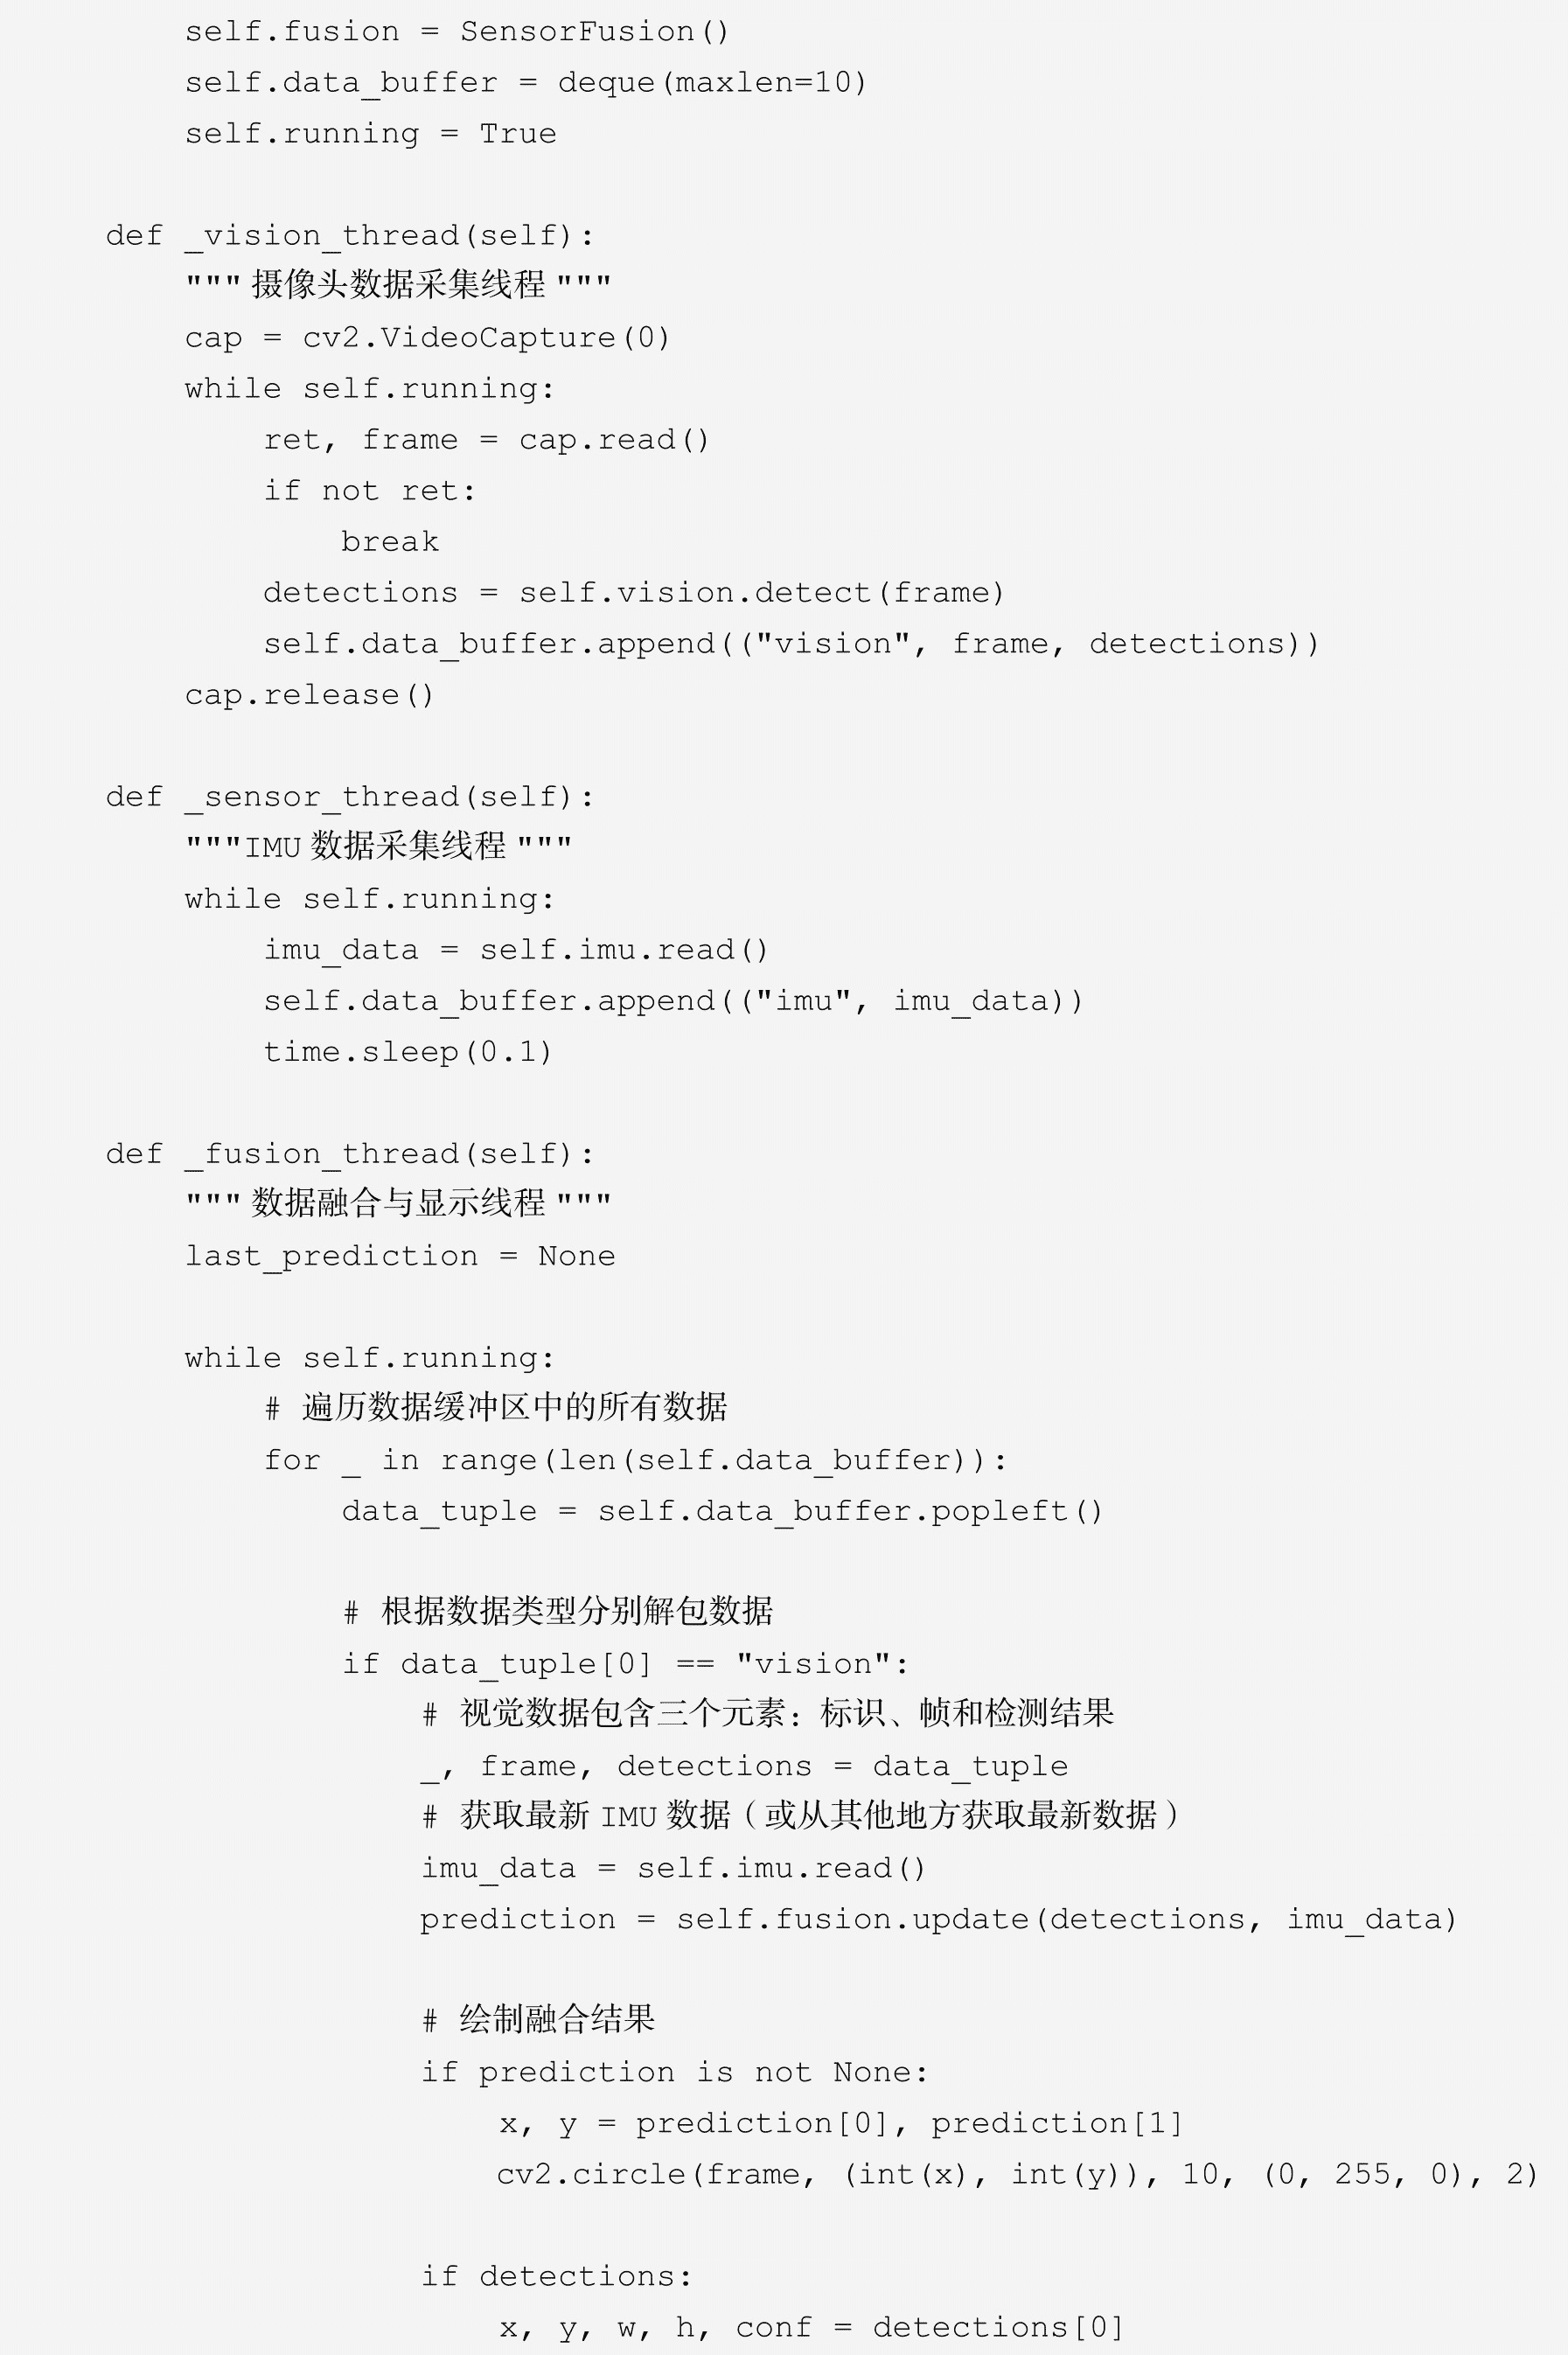 self.fusion = SensorFusion()
        self.data_buffer = deque(maxlen=10)
        self.running = True

    def _vision_thread(self):
        """摄像头数据采集线程"""
        cap = cv2.VideoCapture(0)
        while self.running:
            ret, frame = cap.read()
            if not ret:
                break
            detections = self.vision.detect(frame)
            self.data_buffer.append(("vision", frame, detections))
        cap.release()

    def _sensor_thread(self):
        """IMU数据采集线程"""
        while self.running:
            imu_data = self.imu.read()
            self.data_buffer.append(("imu", imu_data))
            time.sleep(0.1)

    def _fusion_thread(self):
        """数据融合与显示线程"""
        last_prediction = None

        while self.running:
            # 遍历数据缓冲区中的所有数据
            for _ in range(len(self.data_buffer)):
                data_tuple = self.data_buffer.popleft()

                # 根据数据类型分别解包数据
                if data_tuple[0] == "vision":
                    # 视觉数据包含三个元素：标识、帧和检测结果
                    _, frame, detections = data_tuple
                    # 获取最新IMU数据（或从其他地方获取最新数据）
                    imu_data = self.imu.read()
                    prediction = self.fusion.update(detections, imu_data)

                    # 绘制融合结果
                    if prediction is not None:
                        x, y = prediction[0], prediction[1]
                        cv2.circle(frame, (int(x), int(y)), 10, (0, 255, 0), 2)

                    if detections:
                        x, y, w, h, conf = detections[0]